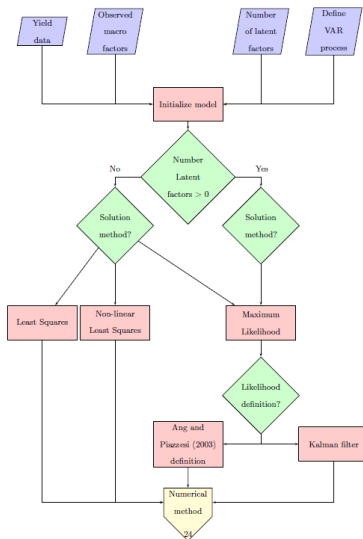 Yield
data
Observed
macro
factors
Number
of latent
factors
Define
VAR
process
Initialize model
Number
Latent
factors > 0
No
Yes
Solution
method?
Solution
method?
Least Squares
Non-linear
Least Squares
Maximum
Likelihood
Likelihood
definition?
Ang and
Piazzesi (2003)
definition
Kalman filter
Numerical
method
24